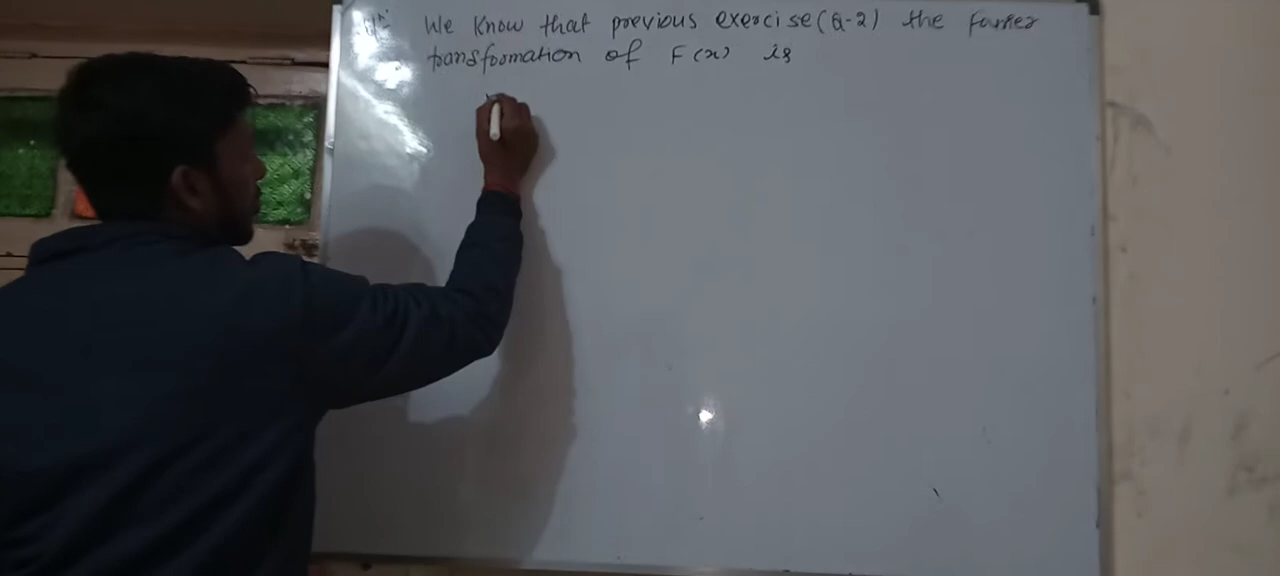 We Know that previous exercise (Q-2) the Fourier
transformation of F(x) is